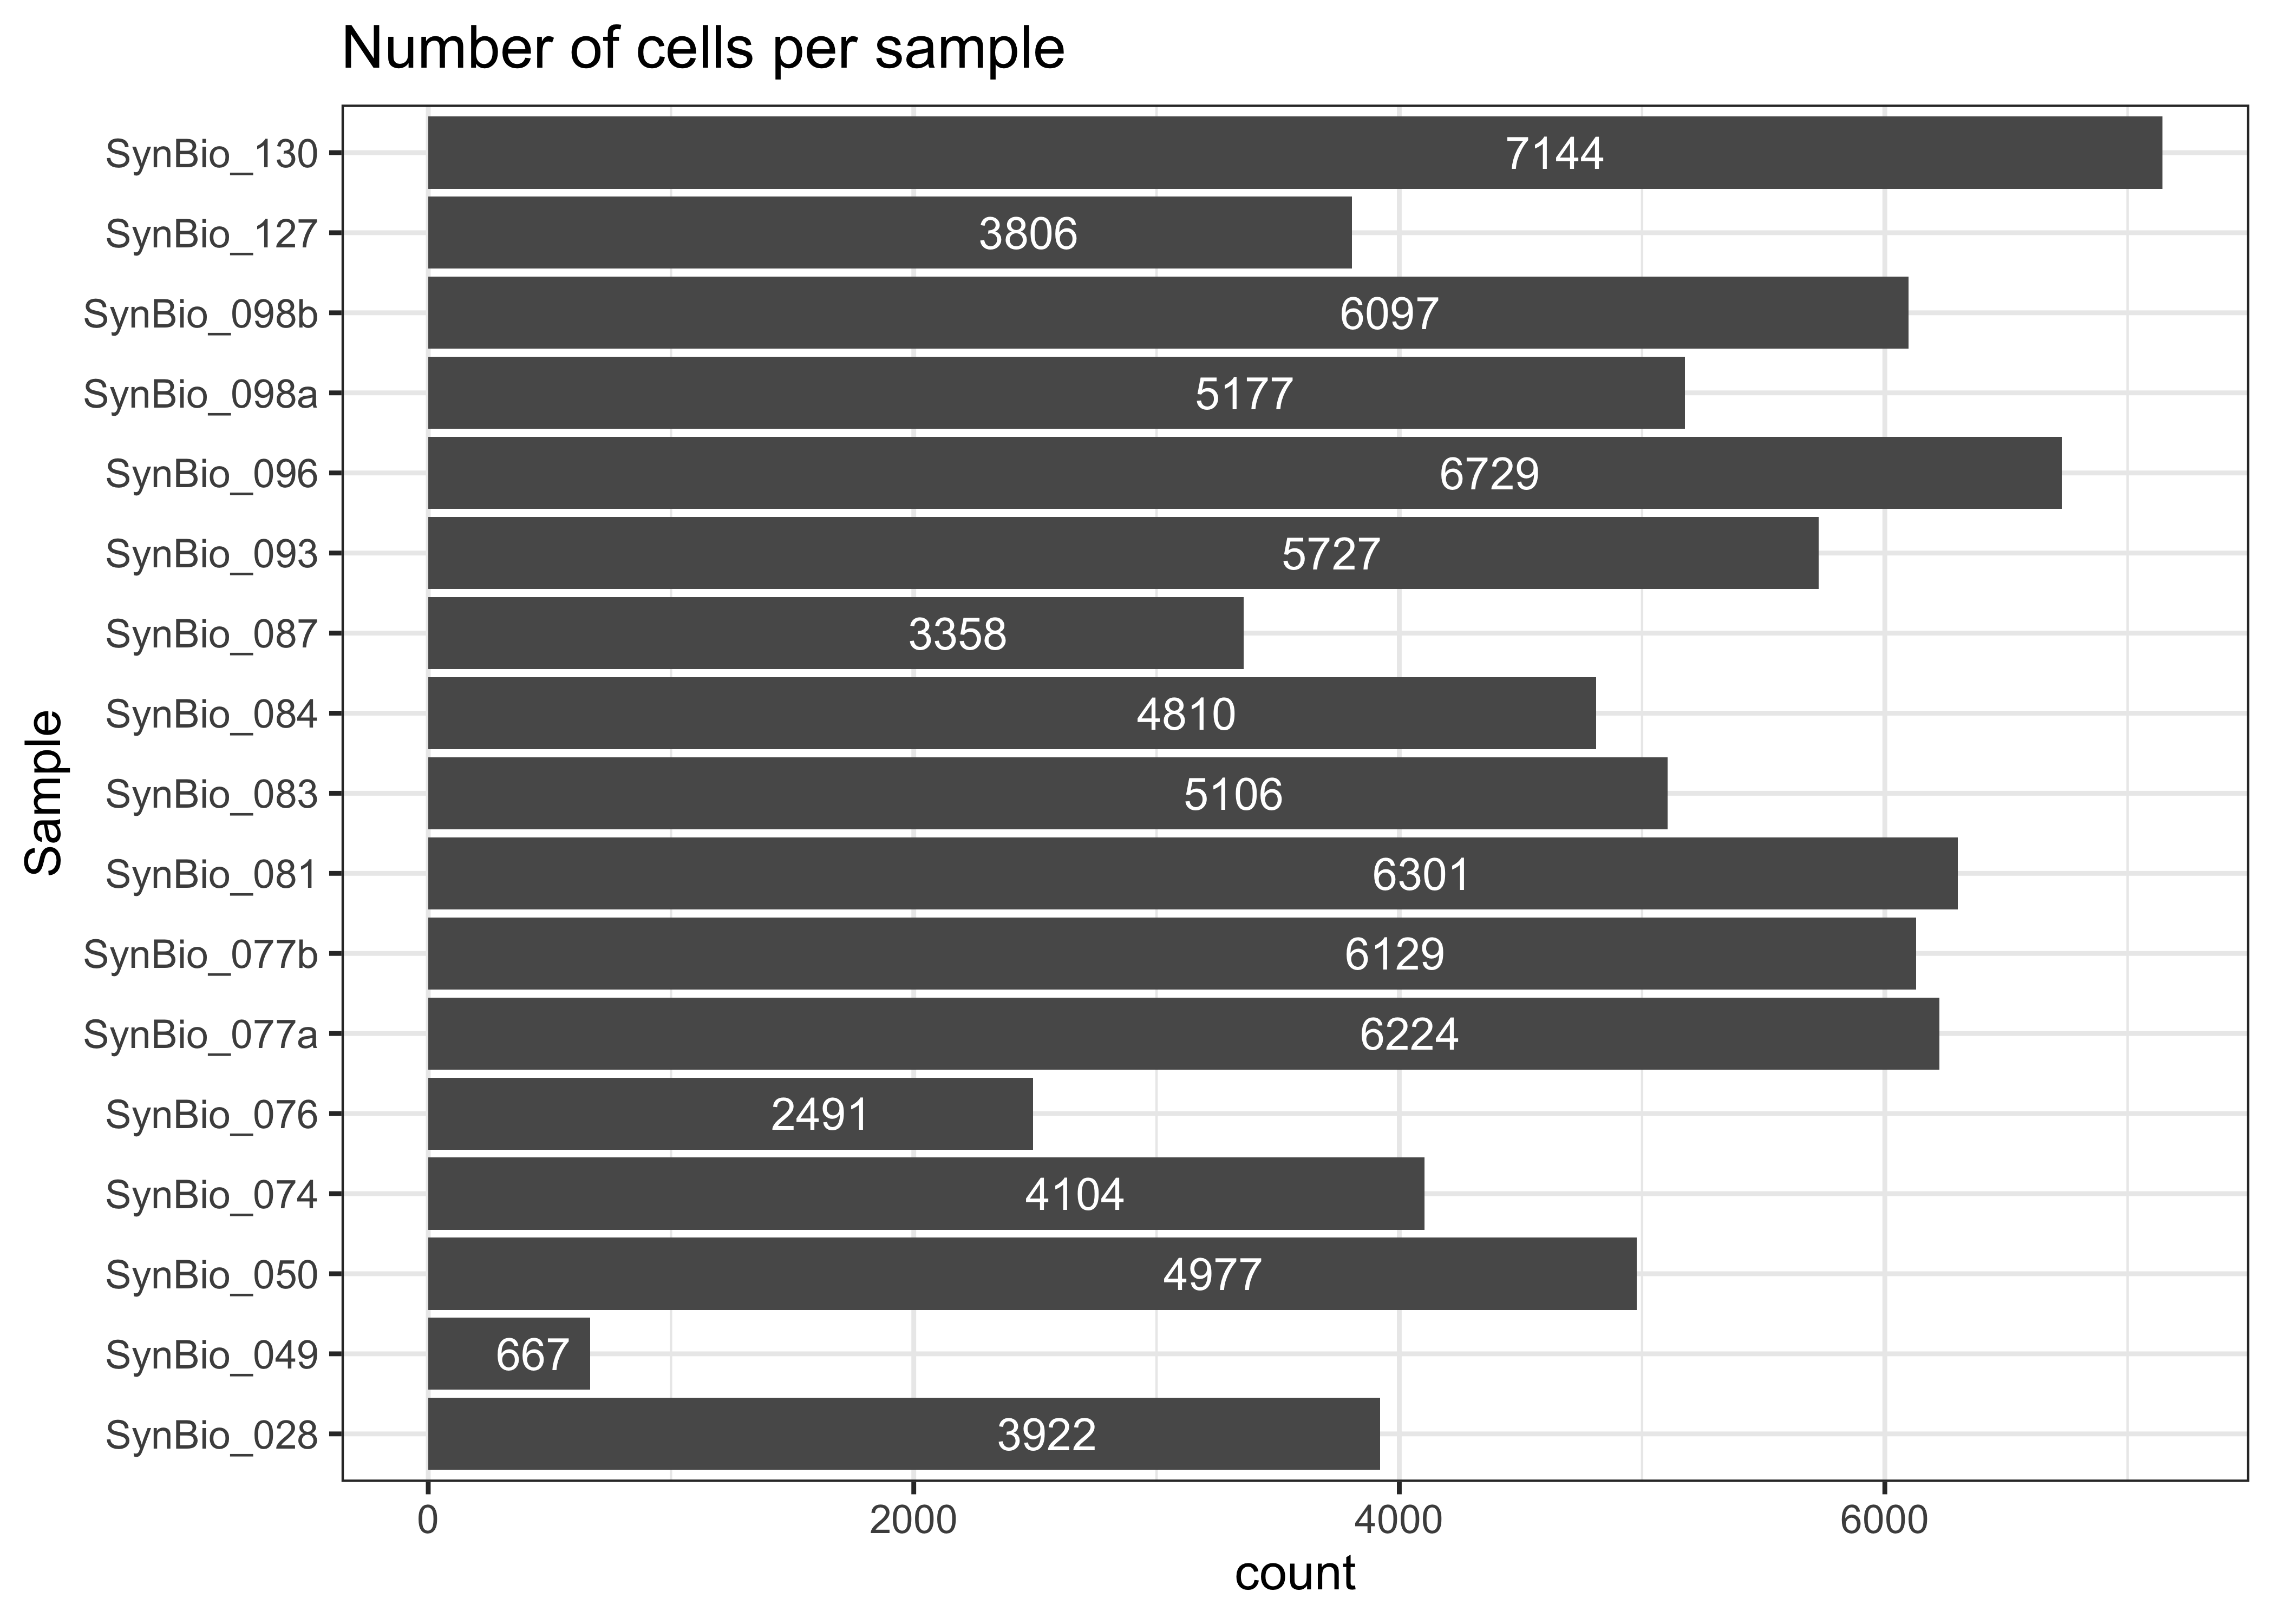 Number of cells per sample
Sample
SynBio_130 7144
SynBio_127 3806
SynBio_098b 6097
SynBio_098a 5177
SynBio_096 6729
SynBio_093 5727
SynBio_087 3358
SynBio_084 4810
SynBio_083 5106
SynBio_081 6301
SynBio_077b 6129
SynBio_077a 6224
SynBio_076 2491
SynBio_074 4104
SynBio_050 4977
SynBio_049 667
SynBio_028 3922
0 2000 4000 6000
count